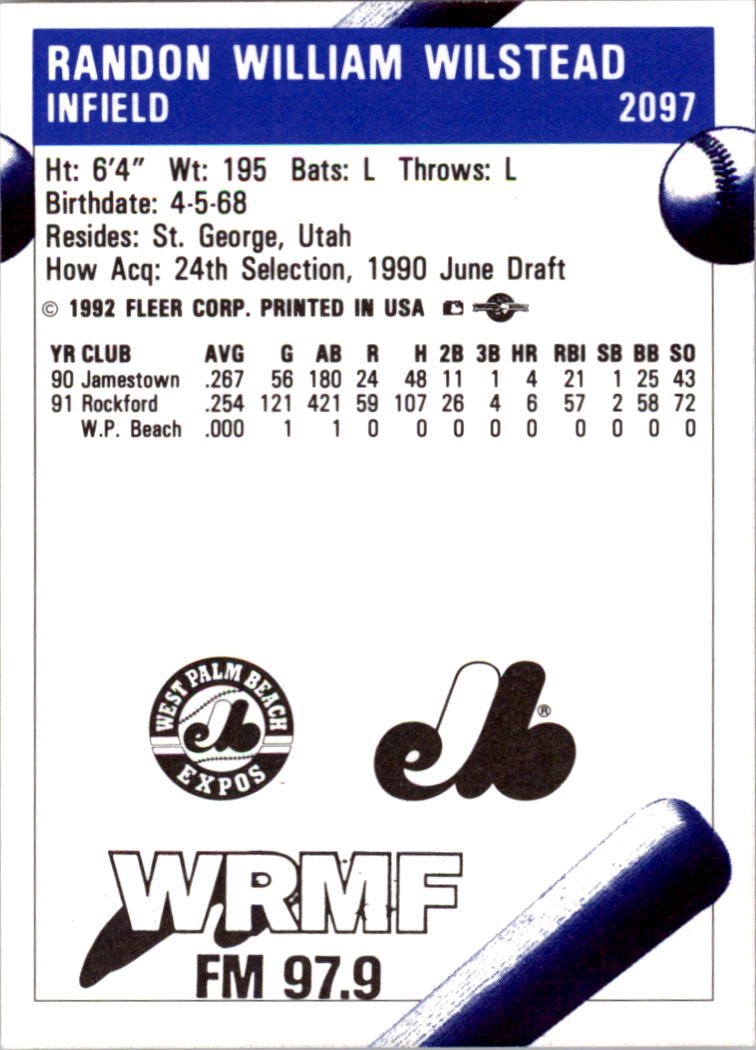 RANDON WILLIAM WILSTEAD
INFIELD 2097
Ht: 6'4" Wt: 195 Bats: L Throws: L
Birthdate: 4-5-68
Resides: St. George, Utah
How Acq: 24th Selection, 1990 June Draft
© 1992 FLEER CORP. PRINTED IN USA
YR CLUB AVG G AB R H 2B 3B HR RBI SB BB SO
90 Jamestown .267 56 180 24 48 11 1 4 21 1 25 43
91 Rockford .254 121 421 59 107 26 4 6 57 2 58 72
W.P. Beach .000 1 1 0 0 0 0 0 0 0 0 0
WEST PALM BEACH
EXPOS
®
WRMF
FM 97.9